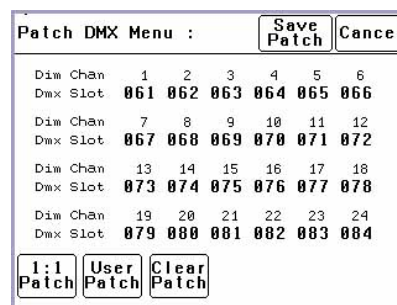 Patch DMX Menu : Save Patch Cance
Dim Chan 1 2 3 4 5 6
Dmx Slot 061 062 063 064 065 066
Dim Chan 7 8 9 10 11 12
Dmx Slot 067 068 069 070 071 072
Dim Chan 13 14 15 16 17 18
Dmx Slot 073 074 075 076 077 078
Dim Chan 19 20 21 22 23 24
Dmx Slot 079 080 081 082 083 084
1:1 Patch User Patch Clear Patch